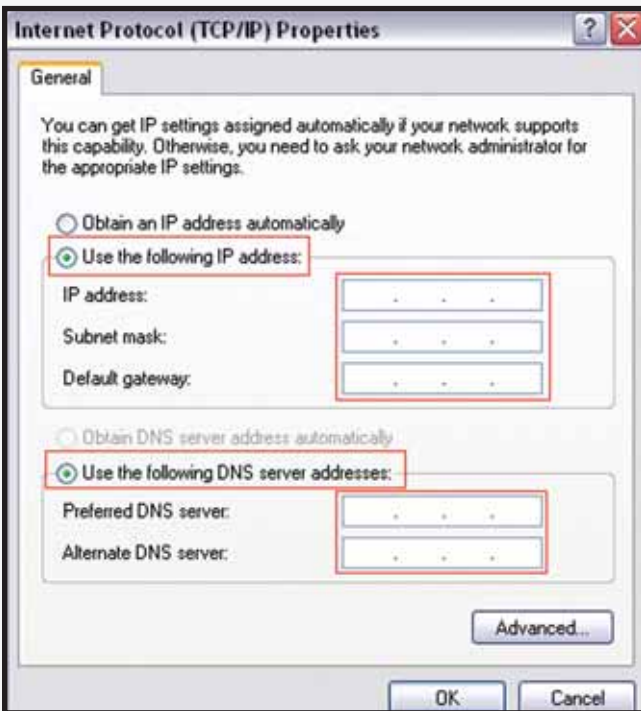 Internet Protocol (TCP/IP) Properties
General
You can get IP settings assigned automatically if your network supports
this capability. Otherwise, you need to ask your network administrator for
the appropriate IP settings.
Obtain an IP address automatically
Use the following IP address:
IP address:
Subnet mask:
Default gateway:
Obtain DNS server address automatically
Use the following DNS server addresses:
Preferred DNS server:
Alternate DNS server:
Advanced...
OK Cancel